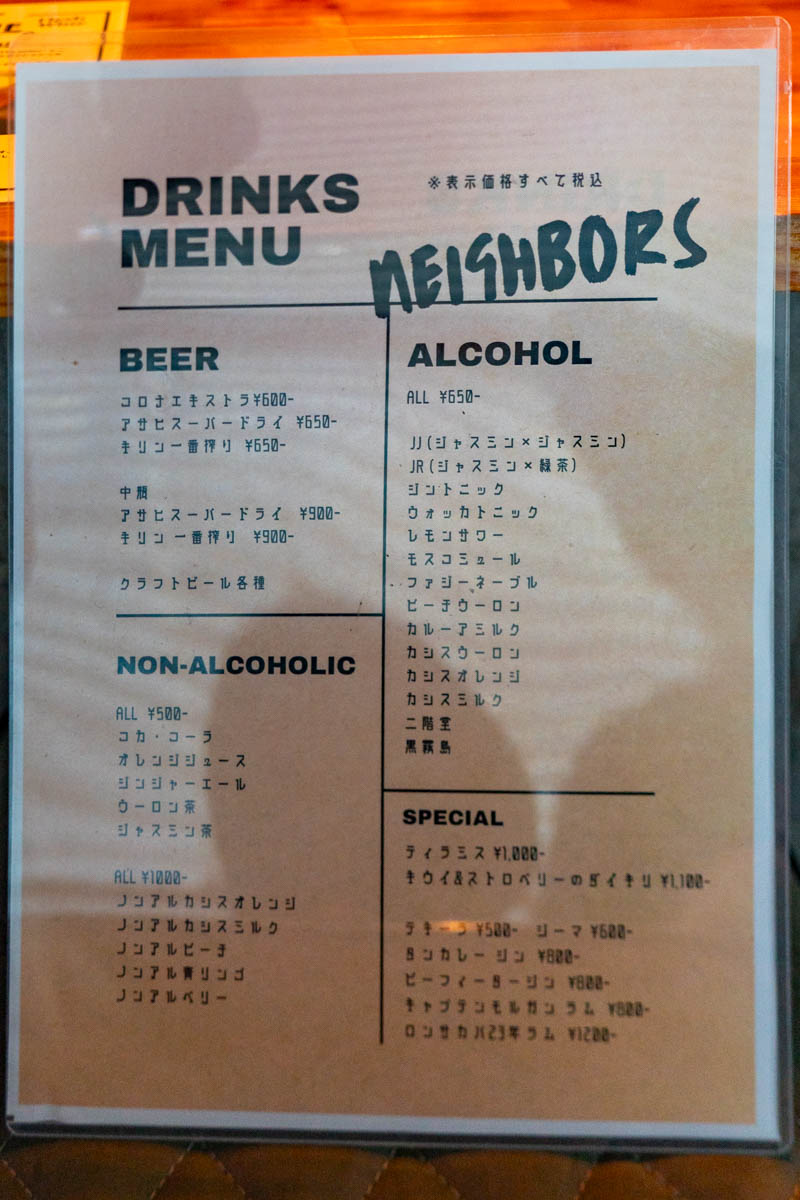 DRINKS
MENU
※表示価格すべて税込
NEIGHBORS
BEER
コロナエキストラ¥600-
アサヒスーパードライ ¥650-
キリン一番搾り ¥650-
中瓶
アサヒスーパードライ ¥900-
キリン一番搾り ¥900-
クラフトビール各種
NON-ALCOHOLIC
ALL ¥500-
コカ・コーラ
オレンジジュース
ジンジャーエール
ウーロン茶
ジャスミン茶
ALL ¥1000-
ノンアルカシスオレンジ
ノンアルカシスミルク
ノンアルピーチ
ノンアル青リンゴ
ノンアルベリー
ALCOHOL
ALL ¥650-
JJ(ジャスミン×ジャスミン)
JR(ジャスミン×緑茶)
ジントニック
ウォッカトニック
レモンサワー
モスコミュール
ファジーネーブル
ピーチウーロン
カルーアミルク
カシスウーロン
カシスオレンジ
カシスミルク
二階堂
黒霧島
SPECIAL
ティラミス ¥1,000-
キウイ&ストロベリーのダイキリ ¥1,100-
テキーラ ¥500- ジーマ ¥600-
タンカレージン ¥800-
ビーフィータージン ¥800-
キャプテンモルガン ラム ¥800-
ロンサカパ23年ラム ¥1200-